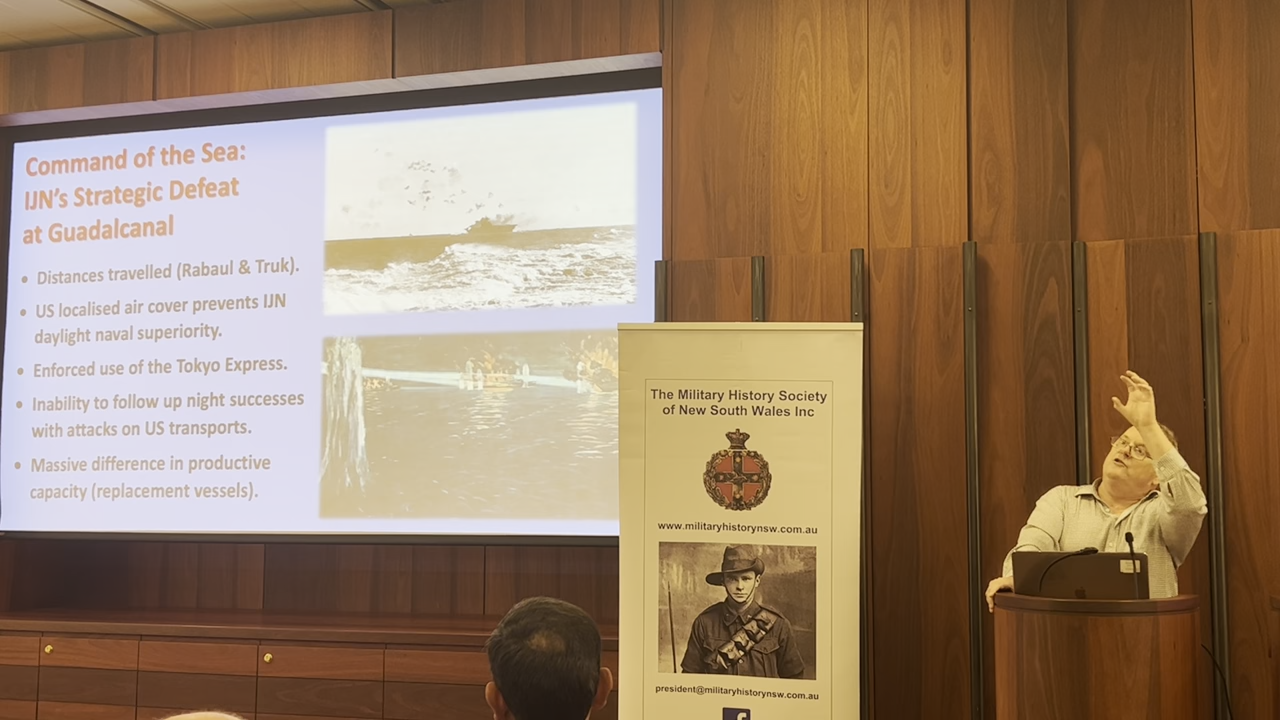 Command of the Sea:
IJN's Strategic Defeat
at Guadalcanal
• Distances travelled (Rabaul & Truk).
• US localised air cover prevents IJN
daylight naval superiority.
• Enforced use of the Tokyo Express.
• Inability to follow up night successes
with attacks on US transports.
• Massive difference in productive
capacity (replacement vessels).
The Military History Society
of New South Wales Inc
www.militaryhistorynsw.com.au
president@militaryhistorynsw.com.au